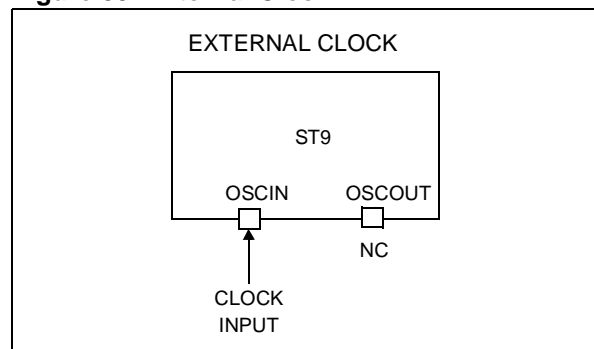 EXTERNAL CLOCK
ST9
OSCIN OSCOUT
NC
CLOCK
INPUT